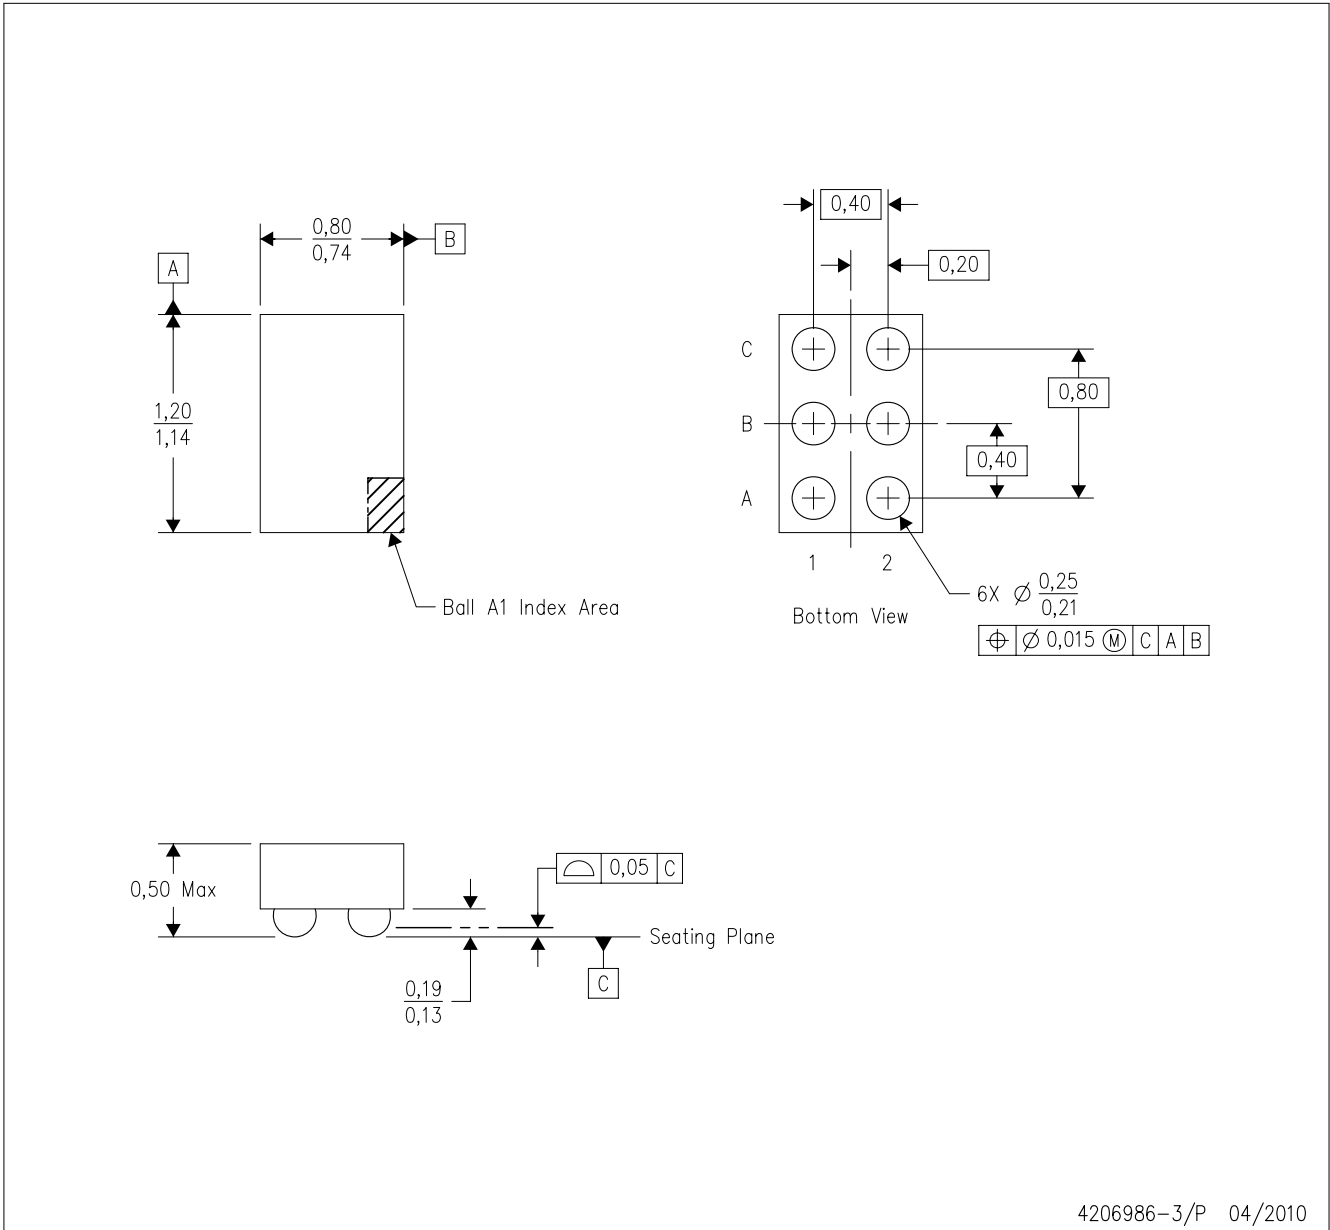 0,40
0,80
0,74
B
0,20
A
C
0,80
1,20
1,14
B
0,40
A
1 2
6X Ø 0,25
0,21
Ball A1 Index Area
Bottom View
⌖ Ø 0,015 Ⓜ C A B
0,50 Max
⌓ 0,05 C
Seating Plane
C
0,19
0,13
4206986-3/P 04/2010